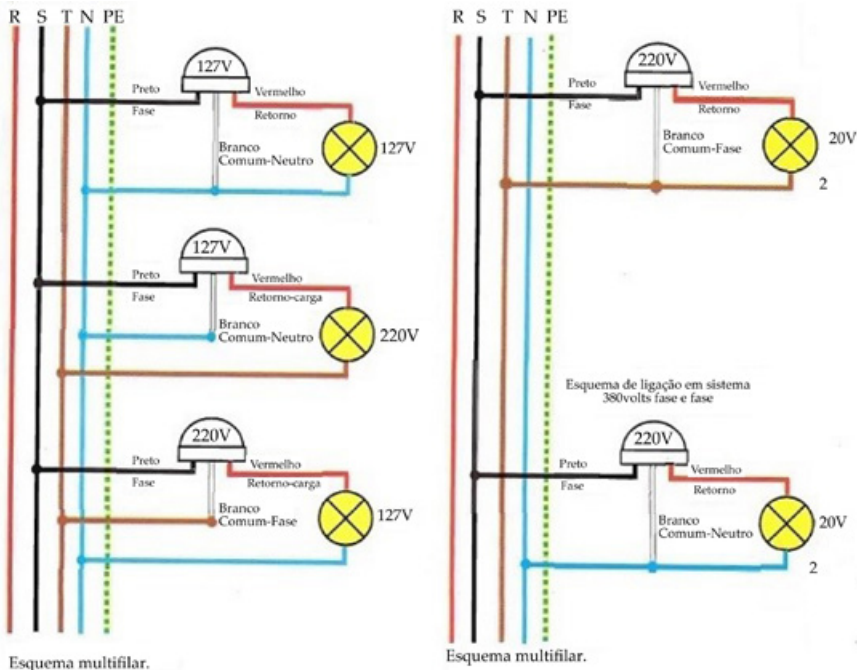 R S T N PE
127V
Preto
Fase
Vermelho
Retorno
Branco
Comum-Neutro
127V
127V
Preto
Fase
Vermelho
Retorno-carga
Branco
Comum-Neutro
220V
220V
Preto
Fase
Vermelho
Retorno-carga
Branco
Comum-Fase
127V
Esquema multifilar.
R S T N PE
220V
Preto
Fase
Vermelho
Retorno
Branco
Comum-Fase
20V
2
Esquema de ligação em sistema
380volts fase e fase
220V
Preto
Fase
Vermelho
Retorno
Branco
Comum-Neutro
20V
2
Esquema multifilar.